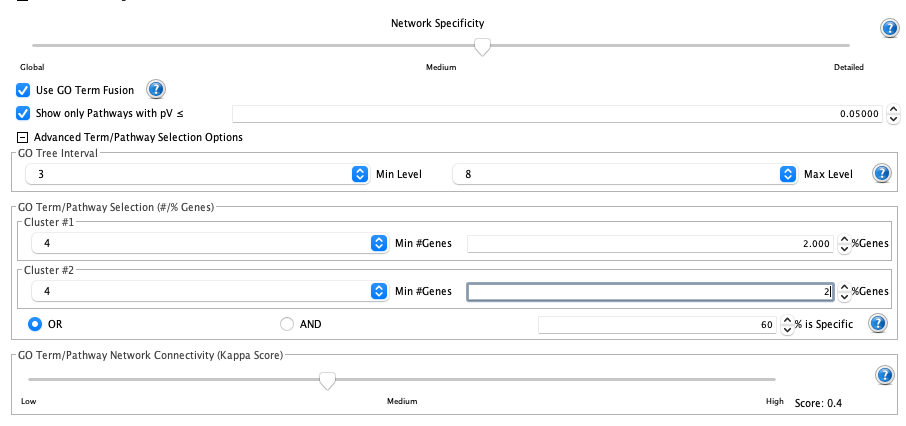 Network Specificity
Global Medium Detailed
Use GO Term Fusion
Show only Pathways with pV ≤ 0.05000
Advanced Term/Pathway Selection Options
GO Tree Interval
3 Min Level 8 Max Level
GO Term/Pathway Selection (#/% Genes)
Cluster #1
4 Min #Genes 2.000 %Genes
Cluster #2
4 Min #Genes 2 %Genes
OR AND 60 % is Specific
GO Term/Pathway Network Connectivity (Kappa Score)
Low Medium High Score: 0.4